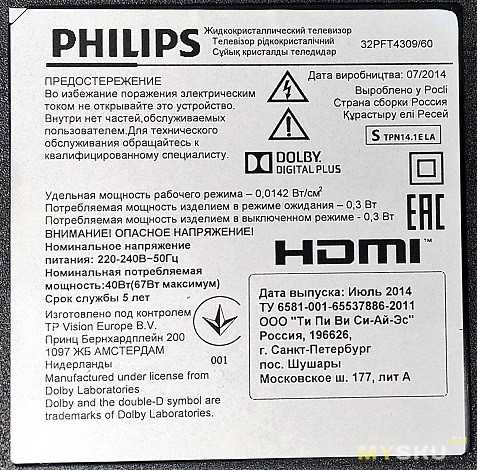 PHILIPS
Жидкокристаллический телевизор
Телевізор рідкокристалічний
Сұйық кристалды теледидар
32PFT4309/60
ПРЕДОСТЕРЕЖЕНИЕ
Во избежание поражения электрическим
током не открывайте это устройство.
Внутри нет частей,обслуживаемых
пользователем.Для технического
обслуживания обращайтесь к
квалифицированному специалисту.
Дата виробництва: 07/2014
Вироблено у Росії
Страна сборки Россия
Құрастыру елі Ресей
S TPN14.1E LA
DOLBY
DIGITAL PLUS
Удельная мощность рабочего режима – 0,0142 Вт/см²
Потребляемая мощность изделием в режиме ожидания – 0,3 Вт
Потребляемая мощность изделием в выключенном режиме - 0,3 Вт
ВНИМАНИЕ! ОПАСНОЕ НАПРЯЖЕНИЕ!
Номинальное напряжение
питания: 220-240В~50Гц
Номинальная потребляемая
мощность:40Вт(67Вт максимум)
Срок службы 5 лет
EAC
HDMI™
Изготовлено под контролем
TP Vision Europe B.V.
Принц Бернхардплейн 200
1097 ЖБ АМСТЕРДАМ
Нидерланды
001
Manufactured under license from
Dolby Laboratories
Dolby and the double-D symbol are
trademarks of Dolby Laboratories.
Дата выпуска: Июль 2014
ТУ 6581-001-65537886-2011
ООО "Ти Пи Ви Си-Ай-Эс"
Россия, 196626,
г. Санкт-Петербург
пос. Шушары
Московское ш. 177, лит А
MYSKU